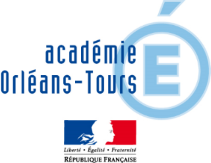 académie
Orléans-Tours
É
Liberté • Égalité • Fraternité
RÉPUBLIQUE FRANÇAISE